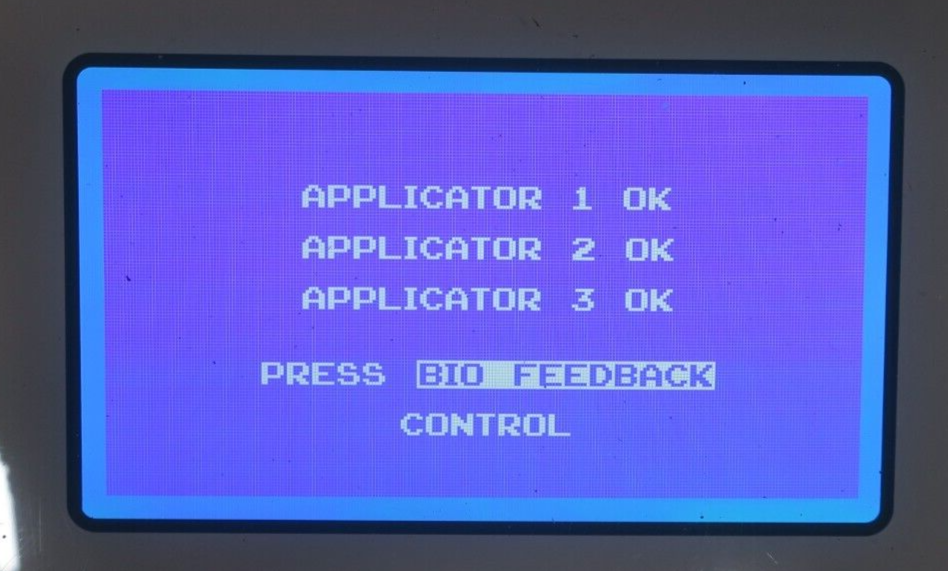 APPLICATOR 1 OK
APPLICATOR 2 OK
APPLICATOR 3 OK
PRESS BIO FEEDBACK
CONTROL